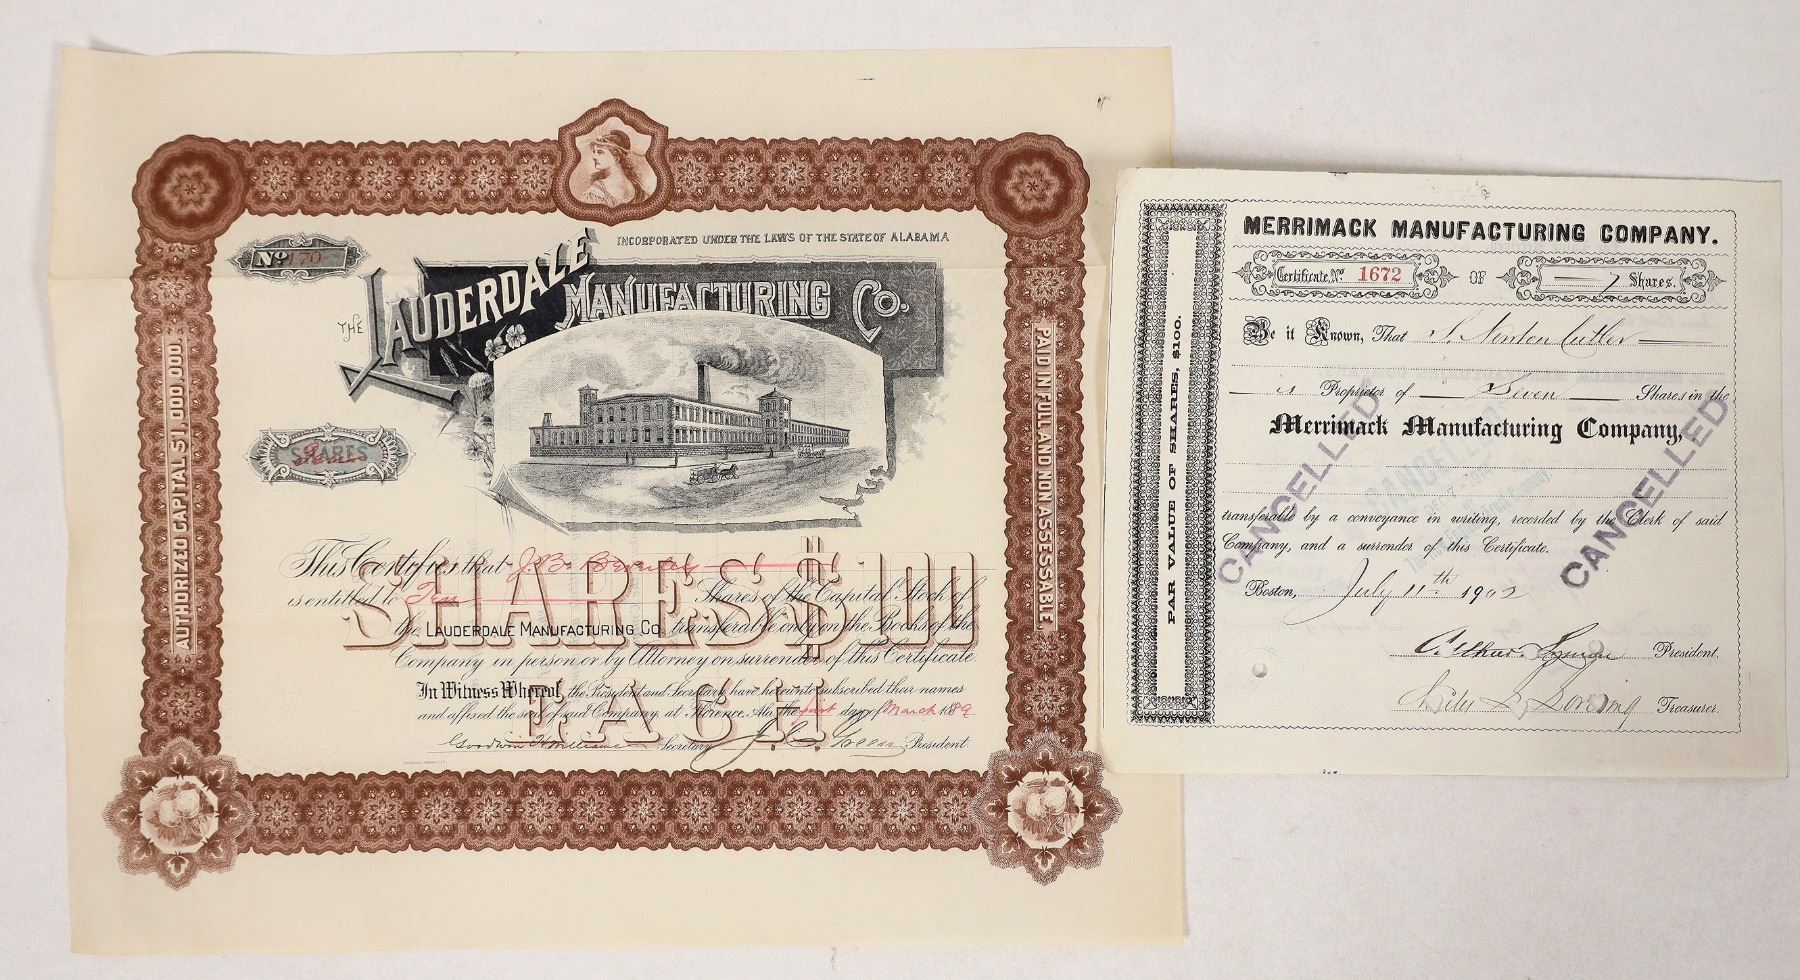 INCORPORATED UNDER THE LAWS OF THE STATE OF ALABAMA
No 170
THE LAUDERDALE MANUFACTURING CO.
AUTHORIZED CAPITAL $1,000,000.
PAID IN FULL AND NON ASSESSABLE.
SHARES
SHARES $100 EACH
This Certifies that J. B.
is entitled to Ten Shares of the Capital Stock of
the LAUDERDALE MANUFACTURING CO. transferable only on the Books of the
Company in person or by Attorney on surrender of this Certificate.
In Witness Whereof, the President and Secretary have hereunto subscribed their names
and affixed the seal of said Company, at Florence, Ala. the first day of March 1889
Secretary President.
MERRIMACK MANUFACTURING COMPANY.
Certificate, No. 1672 OF 7 Shares.
PAR VALUE OF SHARES, $100.
Be it Known, That S. Newton Cutler
is Proprietor of Seven Shares in the
Merrimack Manufacturing Company,
transferable by a conveyance in writing, recorded by the Clerk of said
Company, and a surrender of this Certificate.
Boston, July 11th 1902
President.
Treasurer.
CANCELLED
CANCELLED
CANCELLED